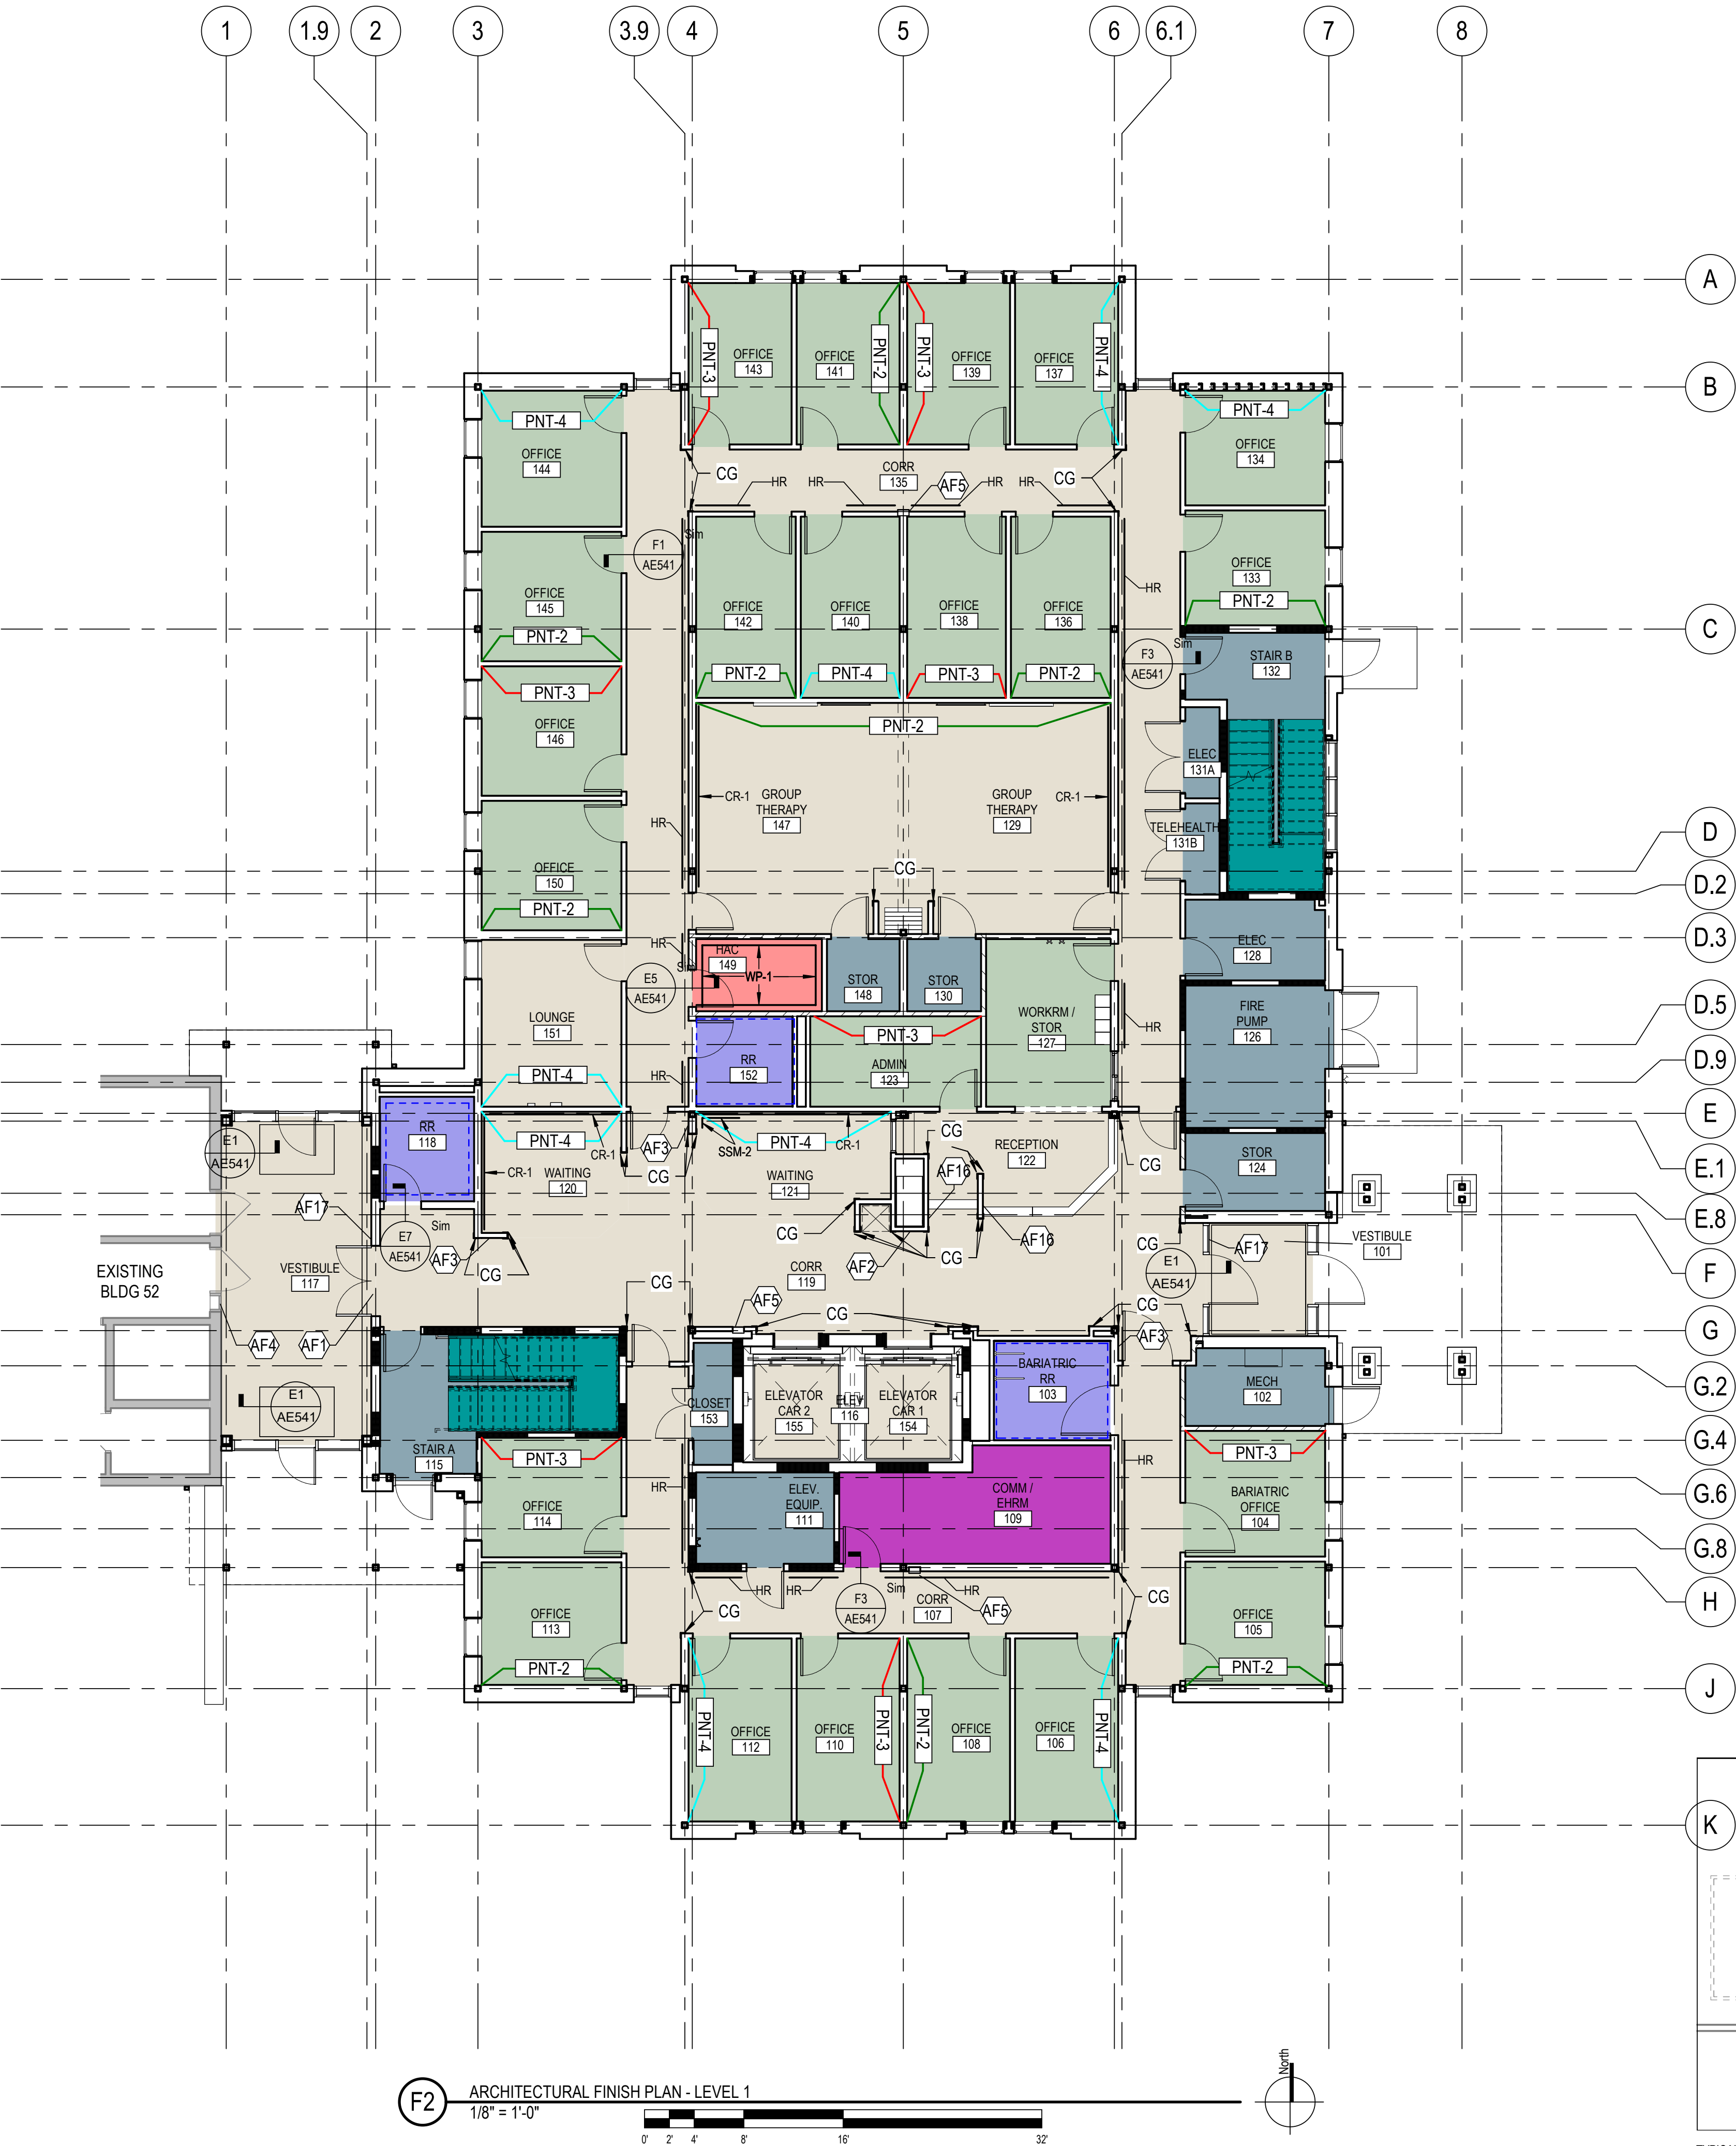 1
1.9
2
3
3.9
4
5
6
6.1
7
8
A
B
C
D
D.2
D.3
D.5
D.9
E
E.1
E.8
F
G
G.2
G.4
G.6
G.8
H
J
K
PNT-3
OFFICE
143
OFFICE
141
PNT-2
PNT-3
OFFICE
139
OFFICE
137
PNT-4
PNT-4
OFFICE
144
PNT-4
OFFICE
134
CG
CORR
135
AF5
CG
HR
HR
HR
HR
F1
AE541
Sim
OFFICE
145
PNT-2
OFFICE
142
PNT-2
OFFICE
140
PNT-4
OFFICE
138
PNT-3
OFFICE
136
PNT-2
HR
OFFICE
133
PNT-2
F3
AE541
Sim
STAIR B
132
PNT-3
OFFICE
146
PNT-2
ELEC
131A
CR-1
GROUP
THERAPY
147
GROUP
THERAPY
129
CR-1
HR
TELEHEALTH
131B
OFFICE
150
PNT-2
CG
HR
HAC
149
WP-1
E5
AE541
Sim
STOR
148
STOR
130
ELEC
128
LOUNGE
151
PNT-4
WORKRM /
STOR
127
HR
FIRE
PUMP
126
PNT-3
ADMIN
123
RR
152
HR
RR
118
E1
AE541
PNT-4
CR-1
CR-1
WAITING
120
AF3
CG
SSM-2
PNT-4
CR-1
WAITING
121
CG
AF16
RECEPTION
122
CG
STOR
124
AF17
E7
AE541
Sim
AF3
CG
CG
AF2
CG
AF16
CG
AF17
VESTIBULE
101
EXISTING
BLDG 52
VESTIBULE
117
CG
CORR
119
E1
AE541
AF4
AF1
AF5
CG
CG
AF3
E1
AE541
STAIR A
115
CLOSET
153
ELEVATOR
CAR 2
155
ELEV
116
ELEVATOR
CAR 1
154
BARIATRIC
RR
103
MECH
102
PNT-3
OFFICE
114
HR
ELEV.
EQUIP.
111
COMM /
EHRM
109
HR
PNT-3
BARIATRIC
OFFICE
104
OFFICE
113
PNT-2
CG
HR
HR
F3
AE541
Sim
HR
CORR
107
AF5
CG
OFFICE
105
PNT-2
PNT-4
OFFICE
112
OFFICE
110
PNT-3
PNT-2
OFFICE
108
OFFICE
106
PNT-4
F2
ARCHITECTURAL FINISH PLAN - LEVEL 1
1/8" = 1'-0"
0' 2' 4' 8' 16' 32'
North